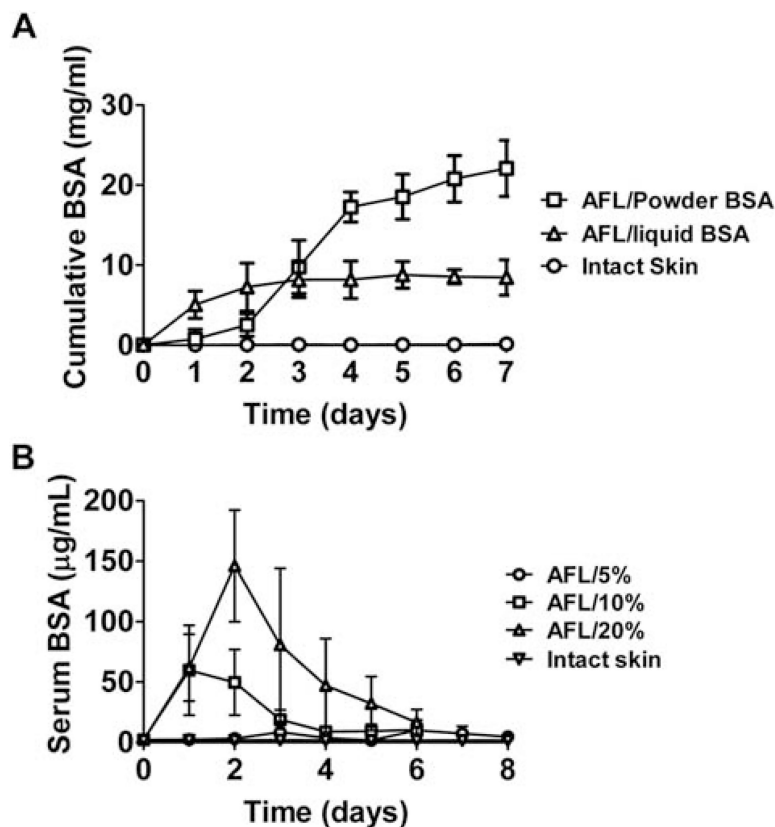 A
Cumulative BSA (mg/ml)
30
20
10
0
0 1 2 3 4 5 6 7
Time (days)
AFL/Powder BSA
AFL/liquid BSA
Intact Skin
B
Serum BSA (μg/mL)
200
150
100
50
0
0 2 4 6 8
Time (days)
AFL/5%
AFL/10%
AFL/20%
Intact skin